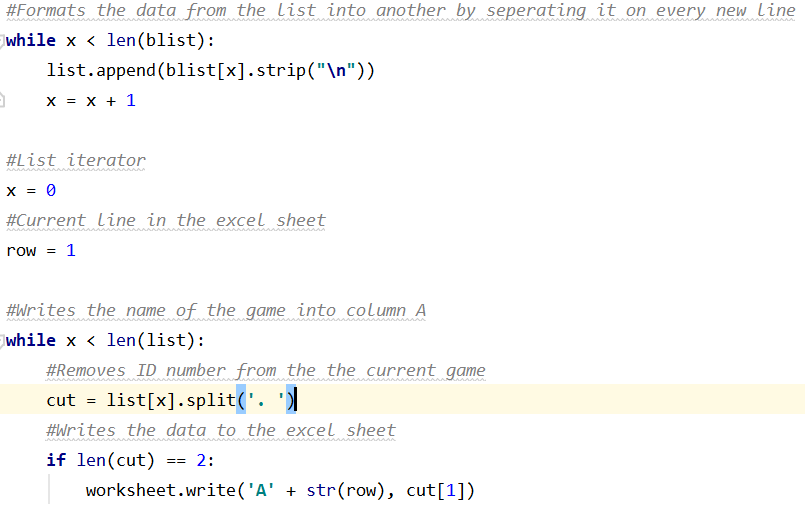 #Formats the data from the list into another by seperating it on every new line
while x < len(blist):
    list.append(blist[x].strip("\n"))
    x = x + 1
#List iterator
x = 0
#Current line in the excel sheet
row = 1
#Writes the name of the game into column A
while x < len(list):
    #Removes ID number from the the current game
    cut = list[x].split('. ')
    #Writes the data to the excel sheet
    if len(cut) == 2:
        worksheet.write('A' + str(row), cut[1])